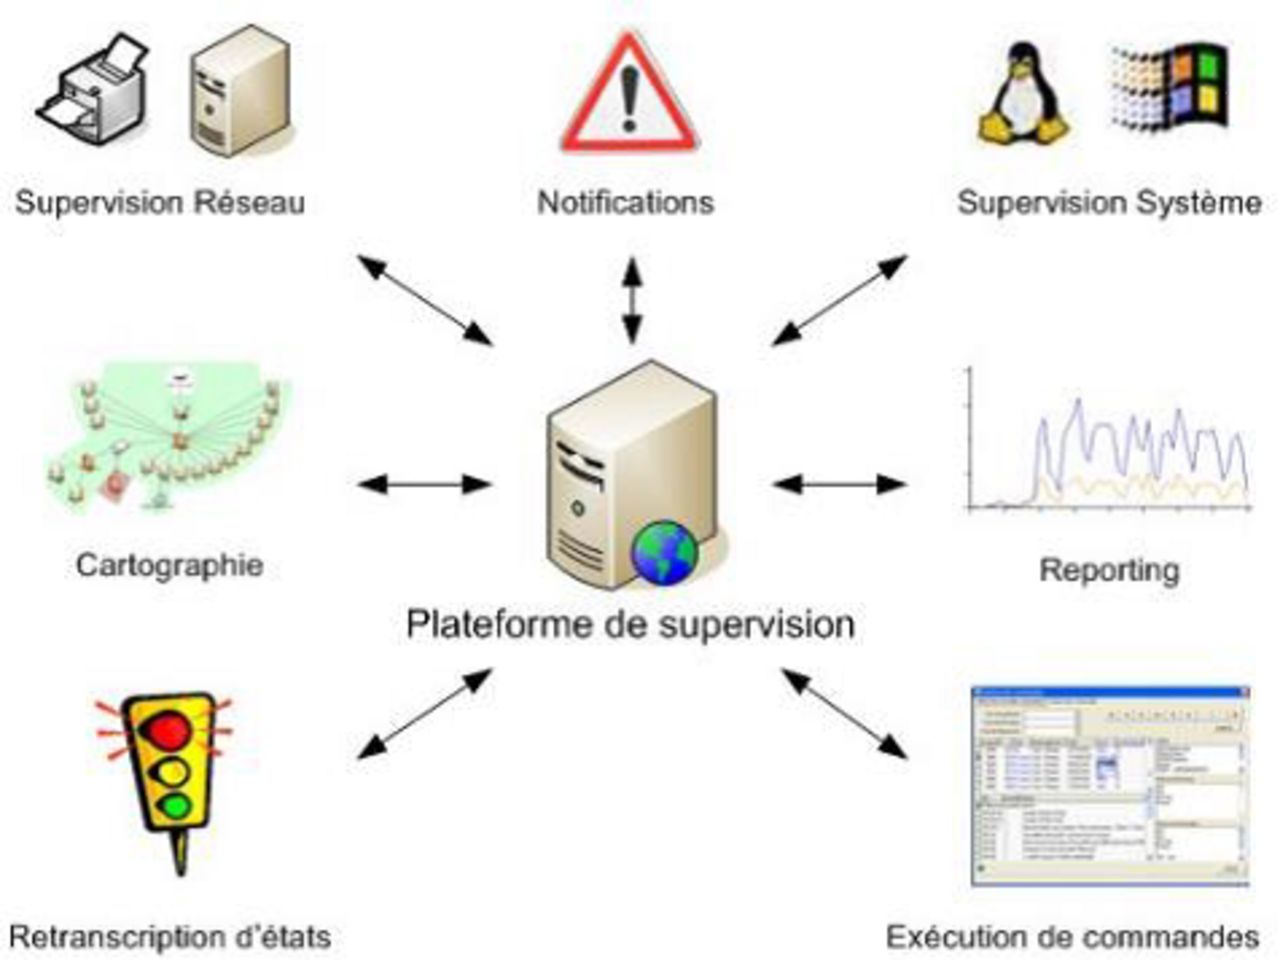 Supervision Réseau
Notifications
Supervision Système
Cartographie
Reporting
Plateforme de supervision
Retranscription d'états
Exécution de commandes